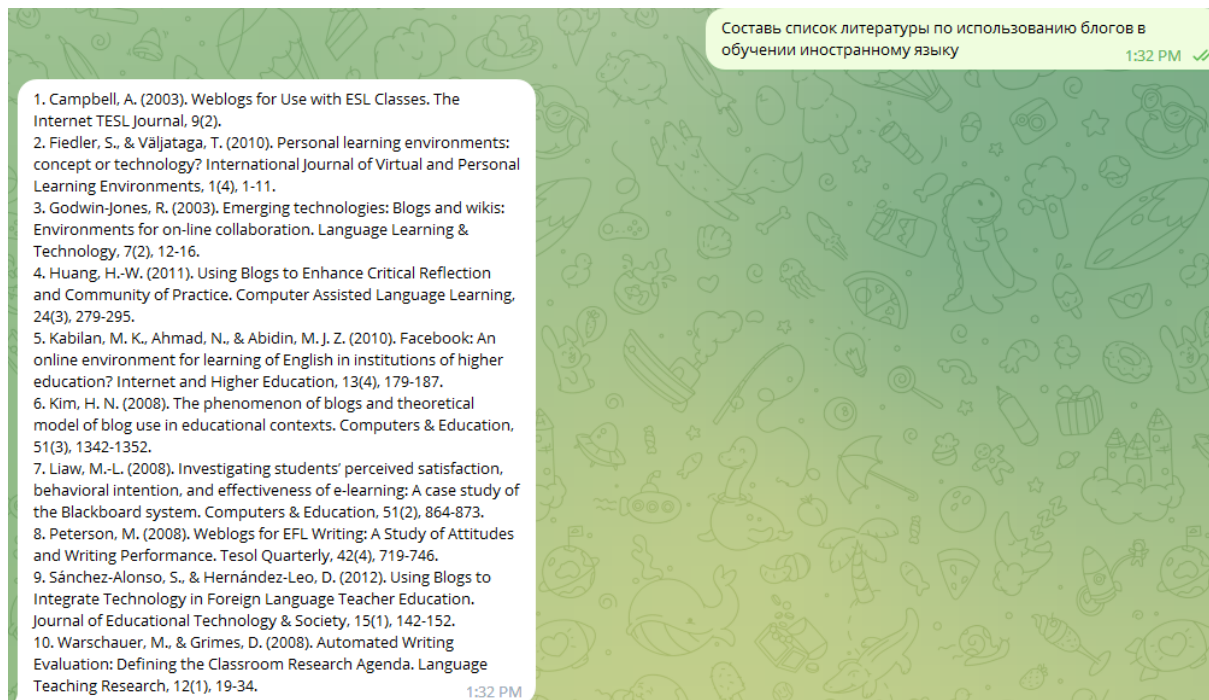 Составь список литературы по использованию блогов в
обучении иностранному языку
1:32 PM
1. Campbell, A. (2003). Weblogs for Use with ESL Classes. The
Internet TESL Journal, 9(2).
2. Fiedler, S., & Väljataga, T. (2010). Personal learning environments:
concept or technology? International Journal of Virtual and Personal
Learning Environments, 1(4), 1-11.
3. Godwin-Jones, R. (2003). Emerging technologies: Blogs and wikis:
Environments for on-line collaboration. Language Learning &
Technology, 7(2), 12-16.
4. Huang, H.-W. (2011). Using Blogs to Enhance Critical Reflection
and Community of Practice. Computer Assisted Language Learning,
24(3), 279-295.
5. Kabilan, M. K., Ahmad, N., & Abidin, M. J. Z. (2010). Facebook: An
online environment for learning of English in institutions of higher
education? Internet and Higher Education, 13(4), 179-187.
6. Kim, H. N. (2008). The phenomenon of blogs and theoretical
model of blog use in educational contexts. Computers & Education,
51(3), 1342-1352.
7. Liaw, M.-L. (2008). Investigating students' perceived satisfaction,
behavioral intention, and effectiveness of e-learning: A case study of
the Blackboard system. Computers & Education, 51(2), 864-873.
8. Peterson, M. (2008). Weblogs for EFL Writing: A Study of Attitudes
and Writing Performance. Tesol Quarterly, 42(4), 719-746.
9. Sánchez-Alonso, S., & Hernández-Leo, D. (2012). Using Blogs to
Integrate Technology in Foreign Language Teacher Education.
Journal of Educational Technology & Society, 15(1), 142-152.
10. Warschauer, M., & Grimes, D. (2008). Automated Writing
Evaluation: Defining the Classroom Research Agenda. Language
Teaching Research, 12(1), 19-34.
1:32 PM